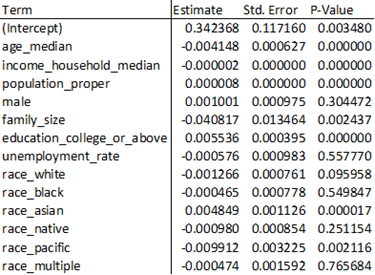 Term Estimate Std. Error P-Value
(Intercept) 0.342368 0.117160 0.003480
age_median -0.004148 0.000627 0.000000
income_household_median -0.000002 0.000000 0.000000
population_proper 0.000008 0.000000 0.000000
male 0.001001 0.000975 0.304472
family_size -0.040817 0.013464 0.002437
education_college_or_above 0.005536 0.000395 0.000000
unemployment_rate -0.000576 0.000983 0.557770
race_white -0.001266 0.000761 0.095958
race_black -0.000465 0.000778 0.549847
race_asian 0.004849 0.001126 0.000017
race_native -0.000980 0.000854 0.251154
race_pacific -0.009912 0.003225 0.002116
race_multiple -0.000474 0.001592 0.765684